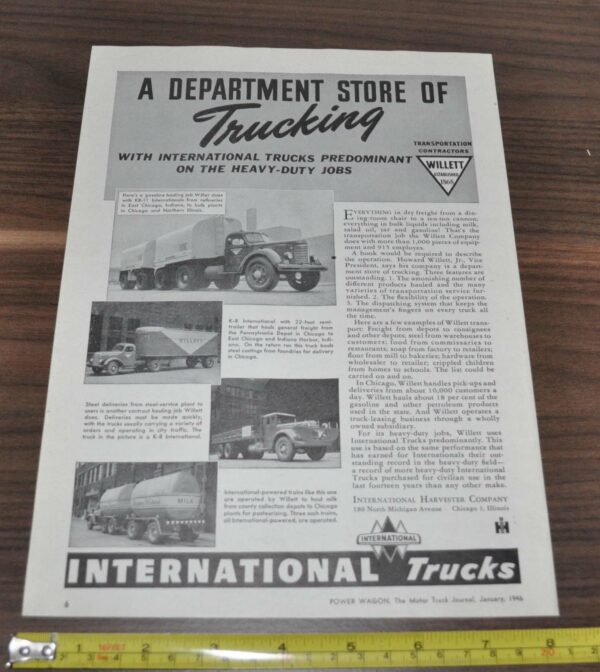 A DEPARTMENT STORE OF
Trucking
WITH INTERNATIONAL TRUCKS PREDOMINANT
ON THE HEAVY-DUTY JOBS
TRANSPORTATION
CONTRACTORS
WILLETT
ESTABLISHED
1868
Here's a gasoline hauling job Willett does
with KR-11 Internationals from refineries
in East Chicago, Indiana, to bulk plants
in Chicago and Northern Illinois.
K-8 International with 22-foot semi-
trailer that hauls general freight from
the Pennsylvania Depot in Chicago to
East Chicago and Indiana Harbor, Indi-
ana. On the return run this truck hauls
steel castings from foundries for delivery
in Chicago.
WILLETT
Steel deliveries from steel-service plant to
users is another contract hauling job Willett
does. Deliveries must be made quickly,
with the trucks usually carrying a variety of
orders and operating in city traffic. The
truck in the picture is a K-8 International.
MILK
International-powered trains like this one
are operated by Willett to haul milk
from county collection depots to Chicago
plants for pasteurizing. Three such trains,
all International-powered, are operated.
EVERYTHING in dry freight from a din-
ing-room chair to a ten-ton cannon;
everything in bulk liquids including milk,
salad oil, tar and gasoline! That's the
transportation job the Willett Company
does with more than 1,000 pieces of equip-
ment and 915 employes.
A book would be required to describe
the operation. Howard Willett, Jr., Vice
President, says his company is a depart-
ment store of trucking. Three features are
outstanding. 1. The astonishing number of
different products hauled and the many
varieties of transportation service fur-
nished. 2. The flexibility of the operation.
3. The dispatching system that keeps the
management's fingers on every truck all
the time.
Here are a few examples of Willett trans-
port: Freight from depots to consignees
and other depots; steel from warehouses to
customers; food from commissaries to
restaurants; soap from factory to retailers;
flour from mill to bakeries; hardware from
wholesaler to retailer; crippled children
from homes to schools. The list could be
carried on and on.
In Chicago, Willett handles pick-ups and
deliveries from about 10,000 customers a
day. Willett hauls about 18 per cent of the
gasoline and other petroleum products
used in the state. And Willett operates a
truck-leasing business through a wholly
owned subsidiary.
For its heavy-duty jobs, Willett uses
International Trucks predominantly. This
use is based on the same performance that
has earned for Internationals their out-
standing record in the heavy-duty field—
a record of more heavy-duty International
Trucks purchased for civilian use in the
last fourteen years than any other make.
INTERNATIONAL HARVESTER COMPANY
180 North Michigan Avenue Chicago 1, Illinois
INTERNATIONAL
INTERNATIONAL Trucks
6
POWER WAGON, The Motor Truck Journal, January, 1946
1 2 3 4 5 6 7 8